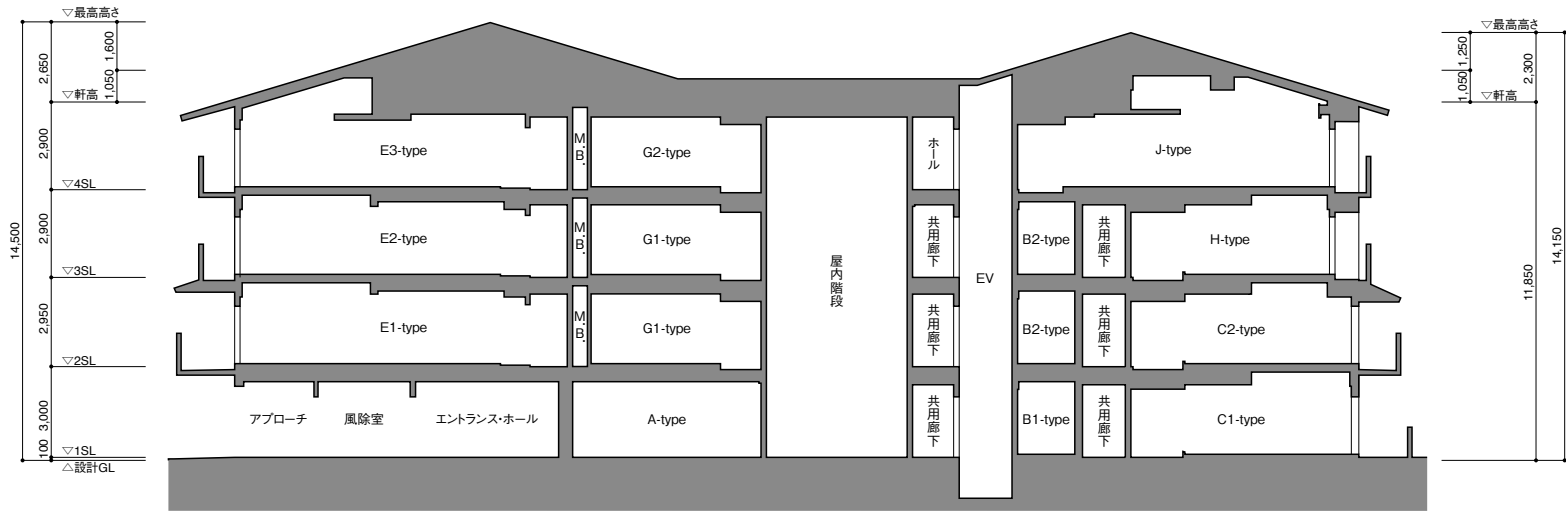 ▽最高高さ
▽最高高さ
1,600
2,650
1,050
1,250
2,300
1,050
▽軒高
▽軒高
2,900
E3-type
M.B.
G2-type
ホール
J-type
▽4SL
2,900
E2-type
M.B.
G1-type
共用廊下
B2-type
共用廊下
H-type
14,500
屋内階段
EV
14,150
11,850
▽3SL
2,950
E1-type
M.B.
G1-type
共用廊下
B2-type
共用廊下
C2-type
▽2SL
3,000
アプローチ
風除室
エントランス・ホール
A-type
共用廊下
B1-type
共用廊下
C1-type
▽1SL
100
△設計GL